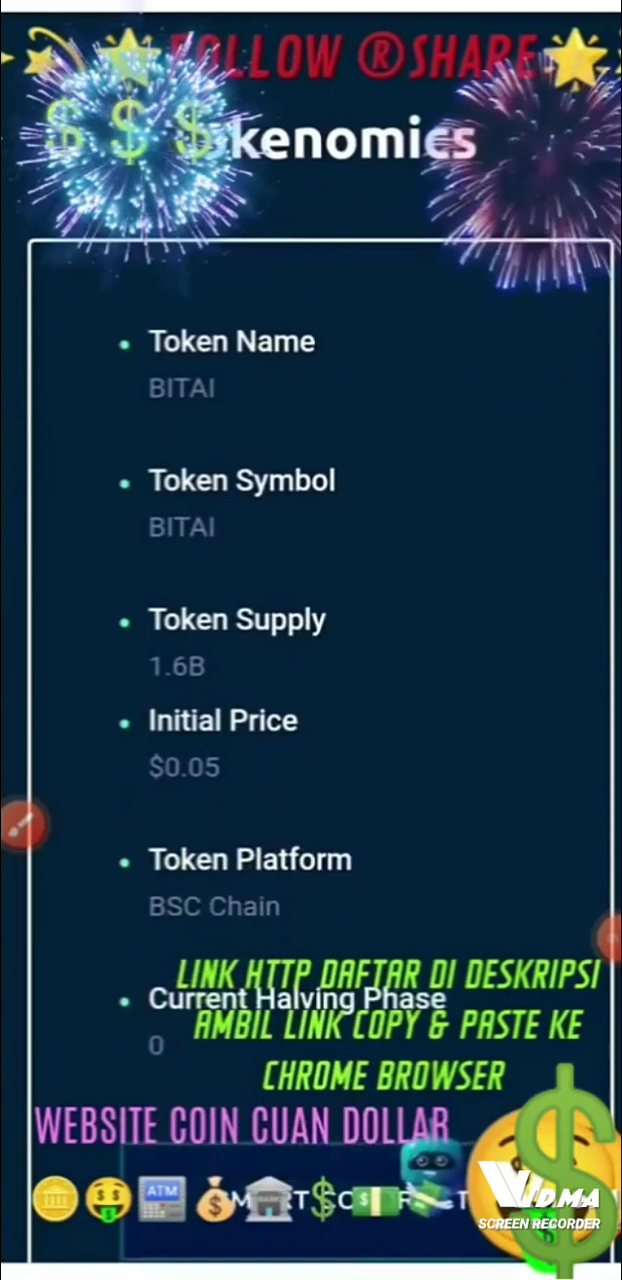 FOLLOW ®SHARE
kenomics
Token Name
BITAI
Token Symbol
BITAI
Token Supply
1.6B
Initial Price
$0.05
Token Platform
BSC Chain
LINK HTTP DAFTAR DI DESKRIPSI
Current Halving Phase
AMBIL LINK COPY & PASTE KE
0
CHROME BROWSER
WEBSITE COIN CUAN DOLLAR
ATM
VIDMA
SCREEN RECORDER